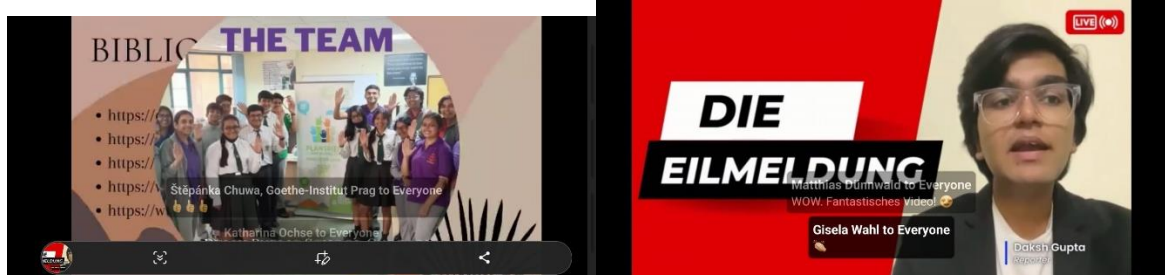 BIBLIO
THE TEAM
• https://
• https://
• https://
• https://w
• https://w
Štěpánka Chuwa, Goethe-Institut Prag to Everyone
👍👍👍
Katharina Ochse to Everyone
LIVE
DIE
EILMELDUNG
Matthias Dümwald to Everyone
WOW. Fantastisches Video! 🤣
Gisela Wahl to Everyone
👏
Daksh Gupta
Reporter